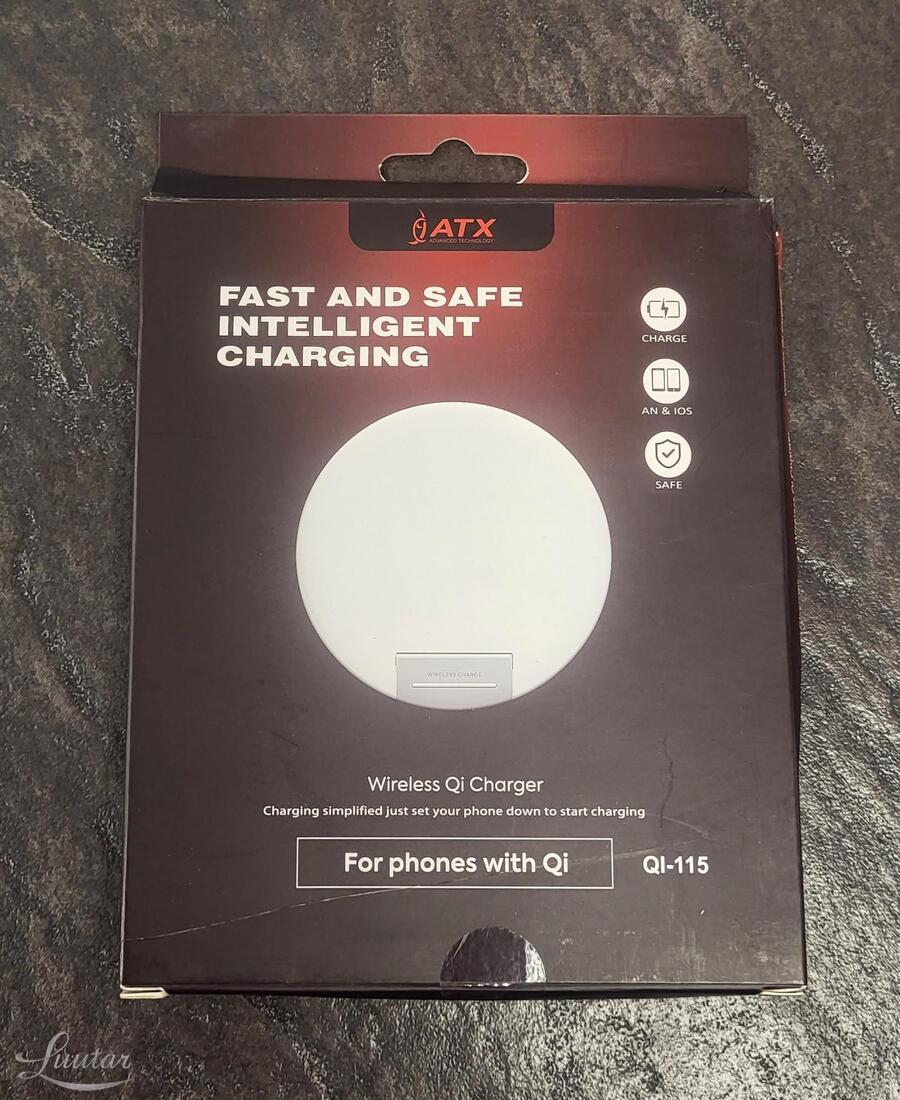 ATX
ADVANCED TECHNOLOGY
FAST AND SAFE
INTELLIGENT
CHARGING
CHARGE
AN & IOS
SAFE
WIRELESS CHARGE
Wireless Qi Charger
Charging simplified just set your phone down to start charging
For phones with Qi
QI-115
Luutar